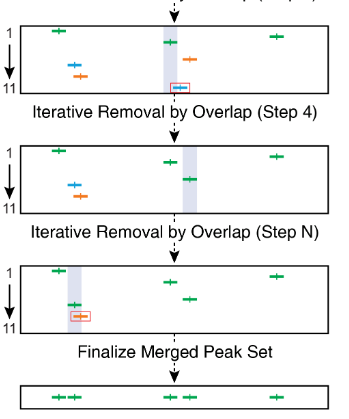 1
11
Iterative Removal by Overlap (Step 4)
1
11
Iterative Removal by Overlap (Step N)
1
11
Finalize Merged Peak Set